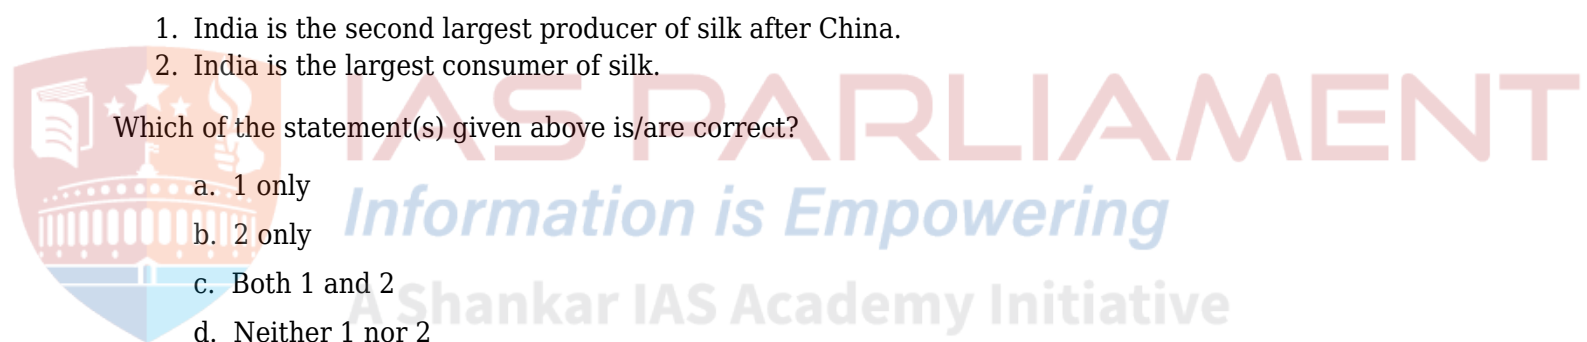 1. India is the second largest producer of silk after China.
2. India is the largest consumer of silk.
IAS PARLIAMENT
Which of the statement(s) given above is/are correct?
a. 1 only
Information is Empowering
b. 2 only
c. Both 1 and 2
A Shankar IAS Academy Initiative
d. Neither 1 nor 2